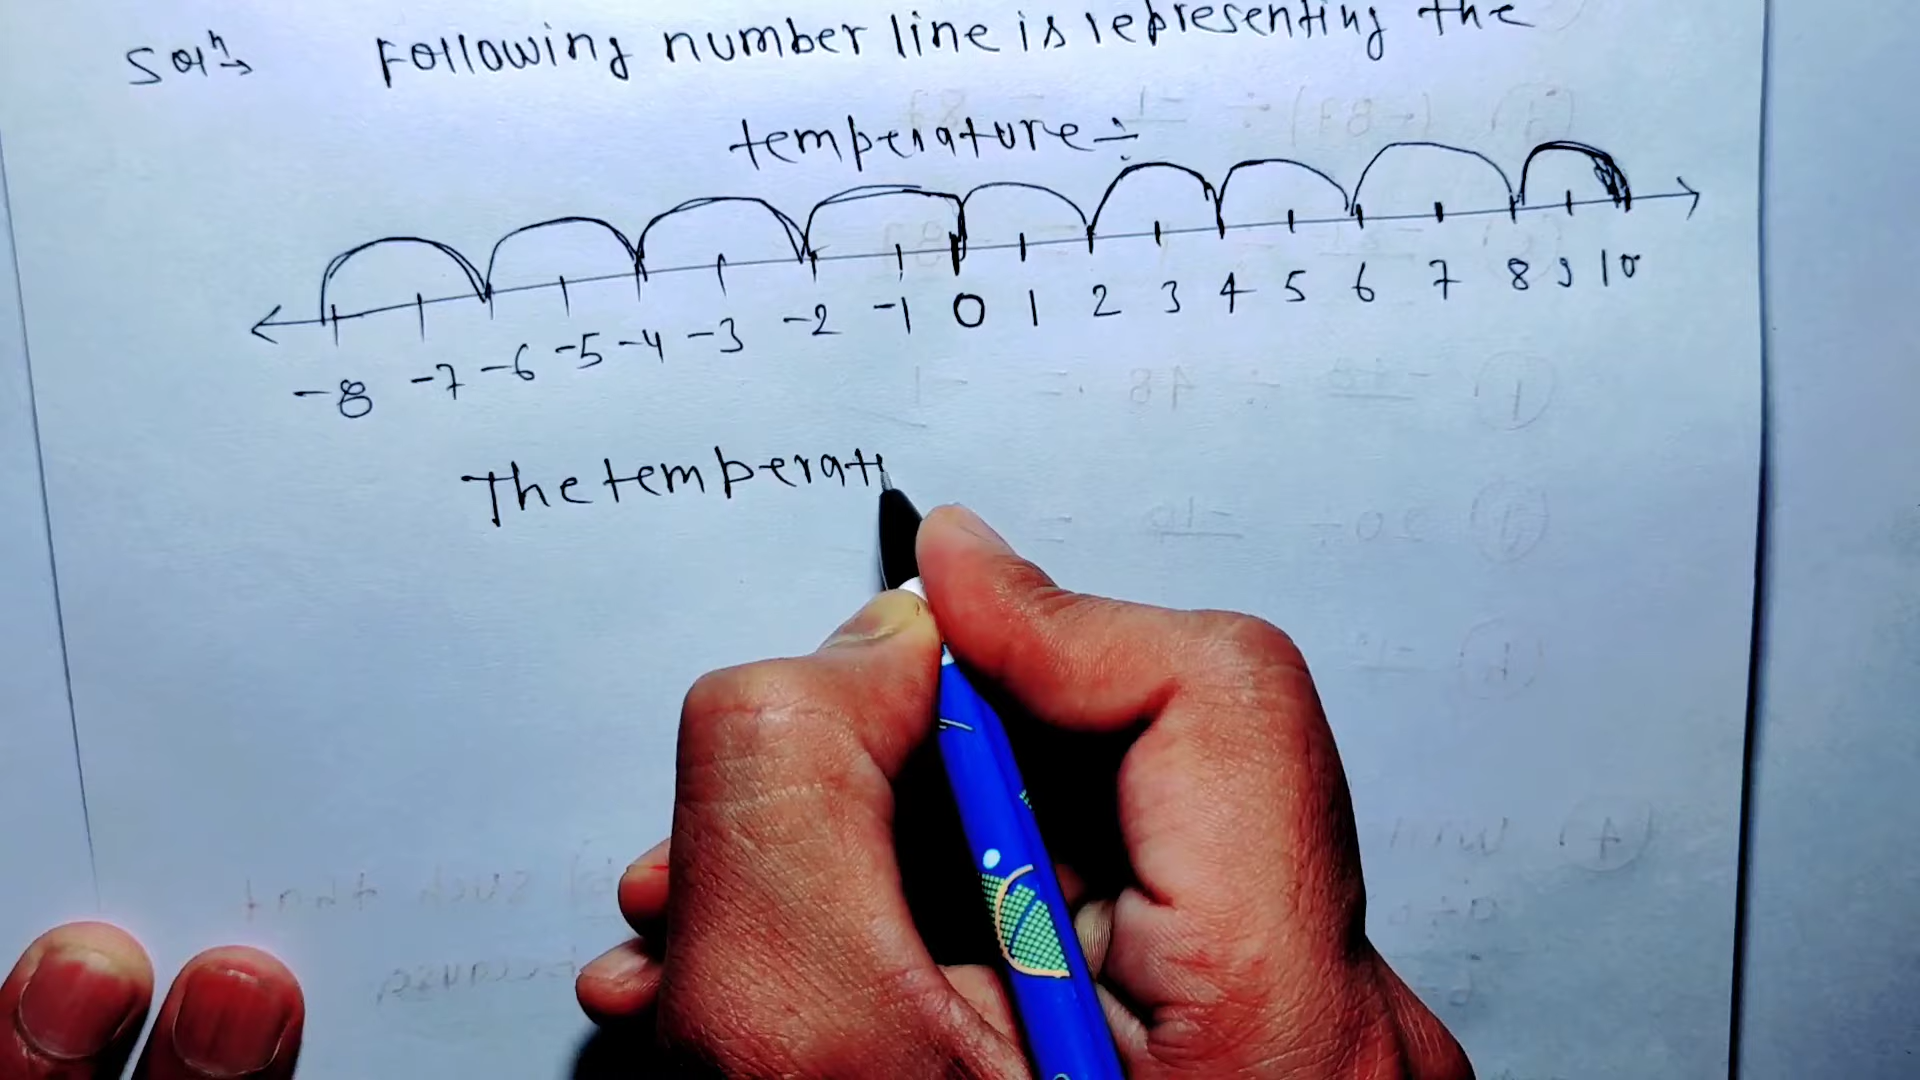 Solⁿ→ Following number line is representing the
temperature÷
-8 -7 -6 -5 -4 -3 -2 -1 0 1 2 3 4 5 6 7 8 9 10
The temperat